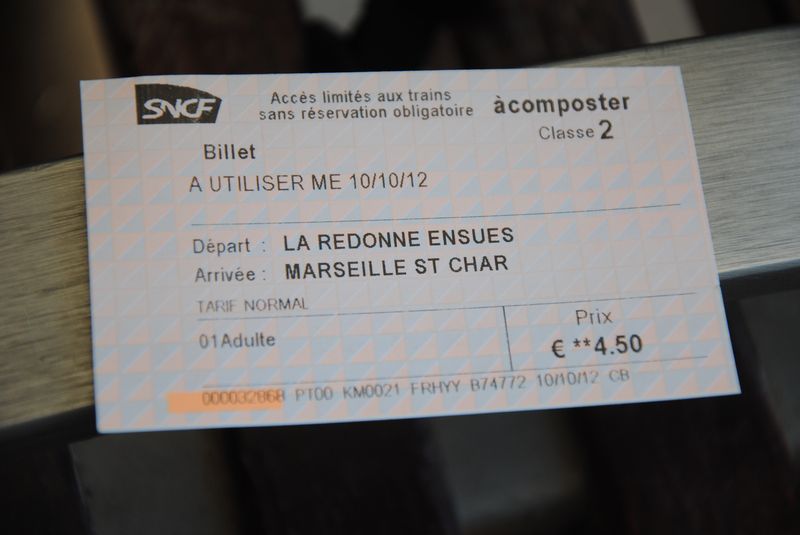 SNCF
Accès limités aux trains
sans réservation obligatoire
àcomposter
Classe 2
Billet
A UTILISER ME 10/10/12
Départ : LA REDONNE ENSUES
Arrivée : MARSEILLE ST CHAR
TARIF NORMAL
01Adulte
Prix
€ **4.50
000032868 PT00 KM0021 FRHYY B74772 10/10/12 CB